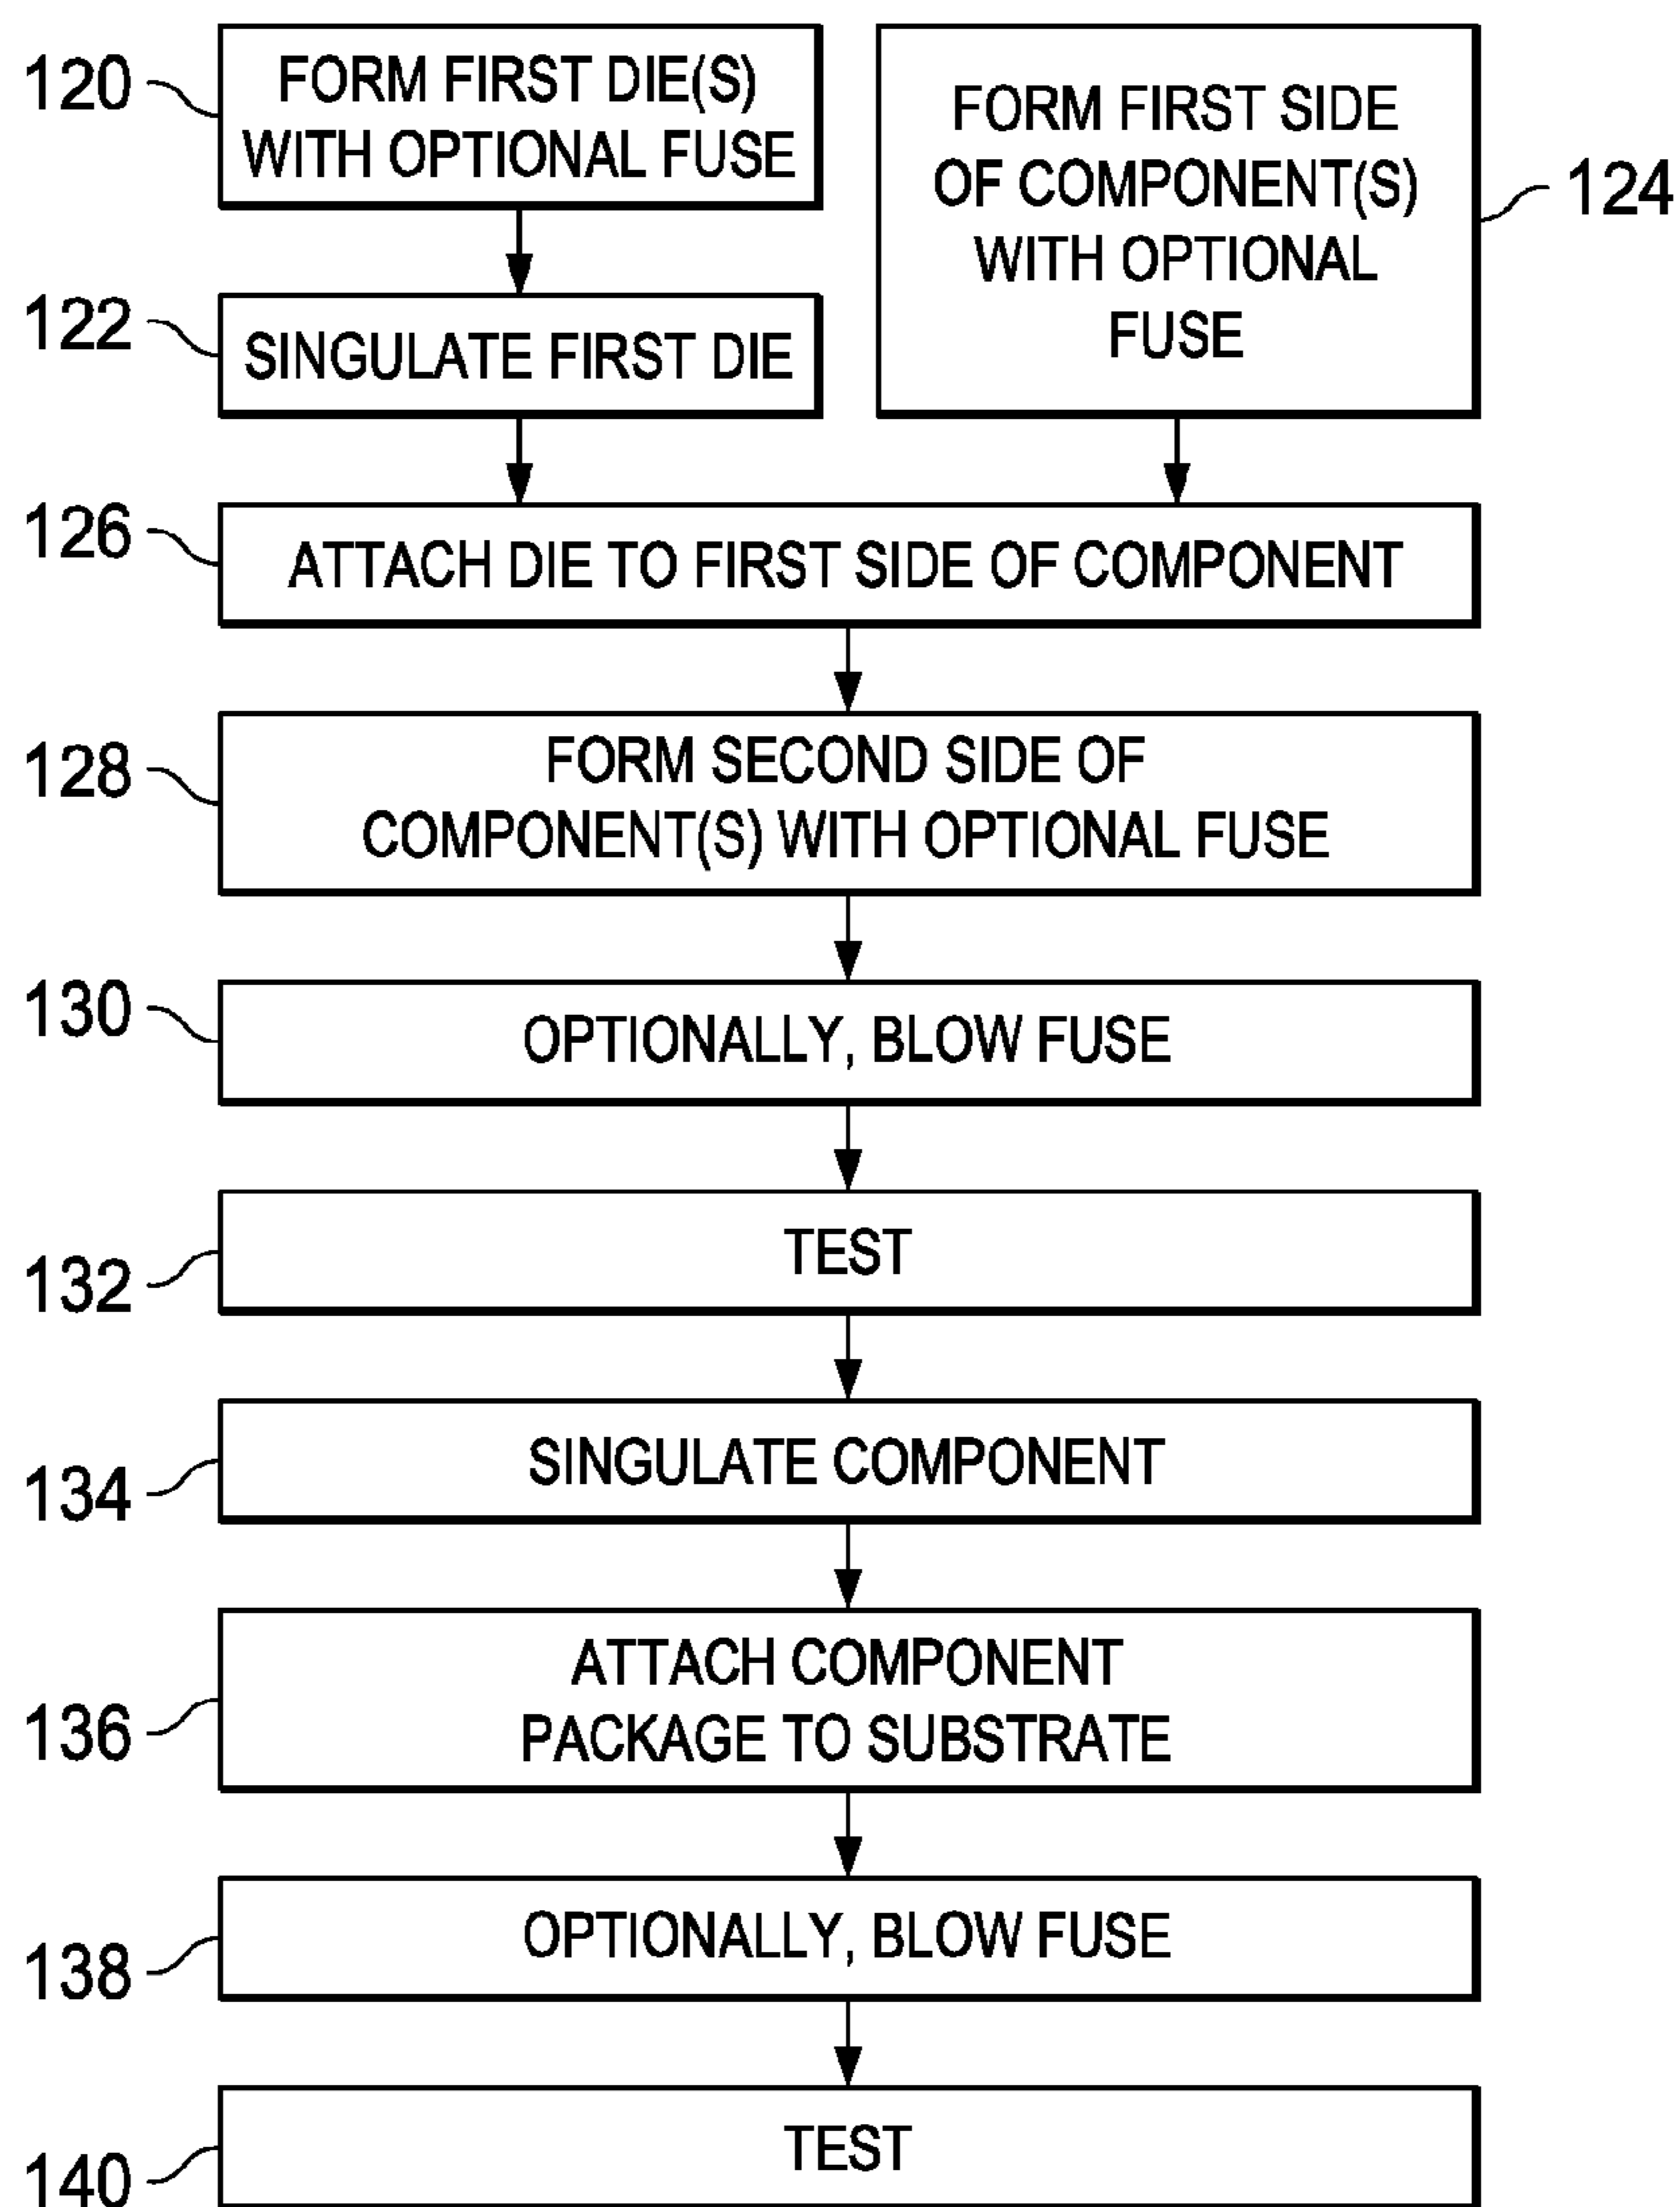 120
FORM FIRST DIE(S)
WITH OPTIONAL FUSE
FORM FIRST SIDE
OF COMPONENT(S)
WITH OPTIONAL
FUSE
124
122
SINGULATE FIRST DIE
126
ATTACH DIE TO FIRST SIDE OF COMPONENT
128
FORM SECOND SIDE OF
COMPONENT(S) WITH OPTIONAL FUSE
130
OPTIONALLY, BLOW FUSE
132
TEST
134
SINGULATE COMPONENT
136
ATTACH COMPONENT
PACKAGE TO SUBSTRATE
138
OPTIONALLY, BLOW FUSE
140
TEST